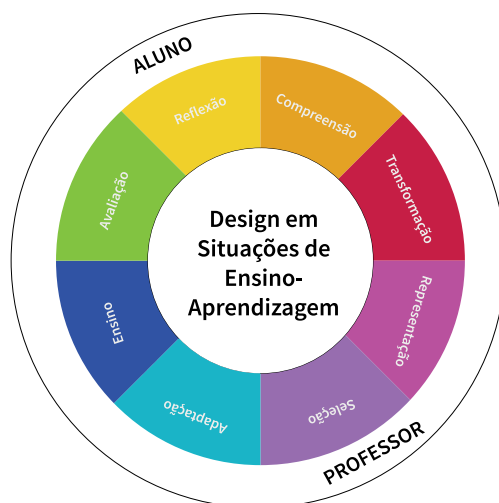 ALUNO
Reflexão
Compreensão
Transformação
Representação
Seleção
Adaptação
Ensino
Avaliação
Design em
Situações de
Ensino-
Aprendizagem
PROFESSOR